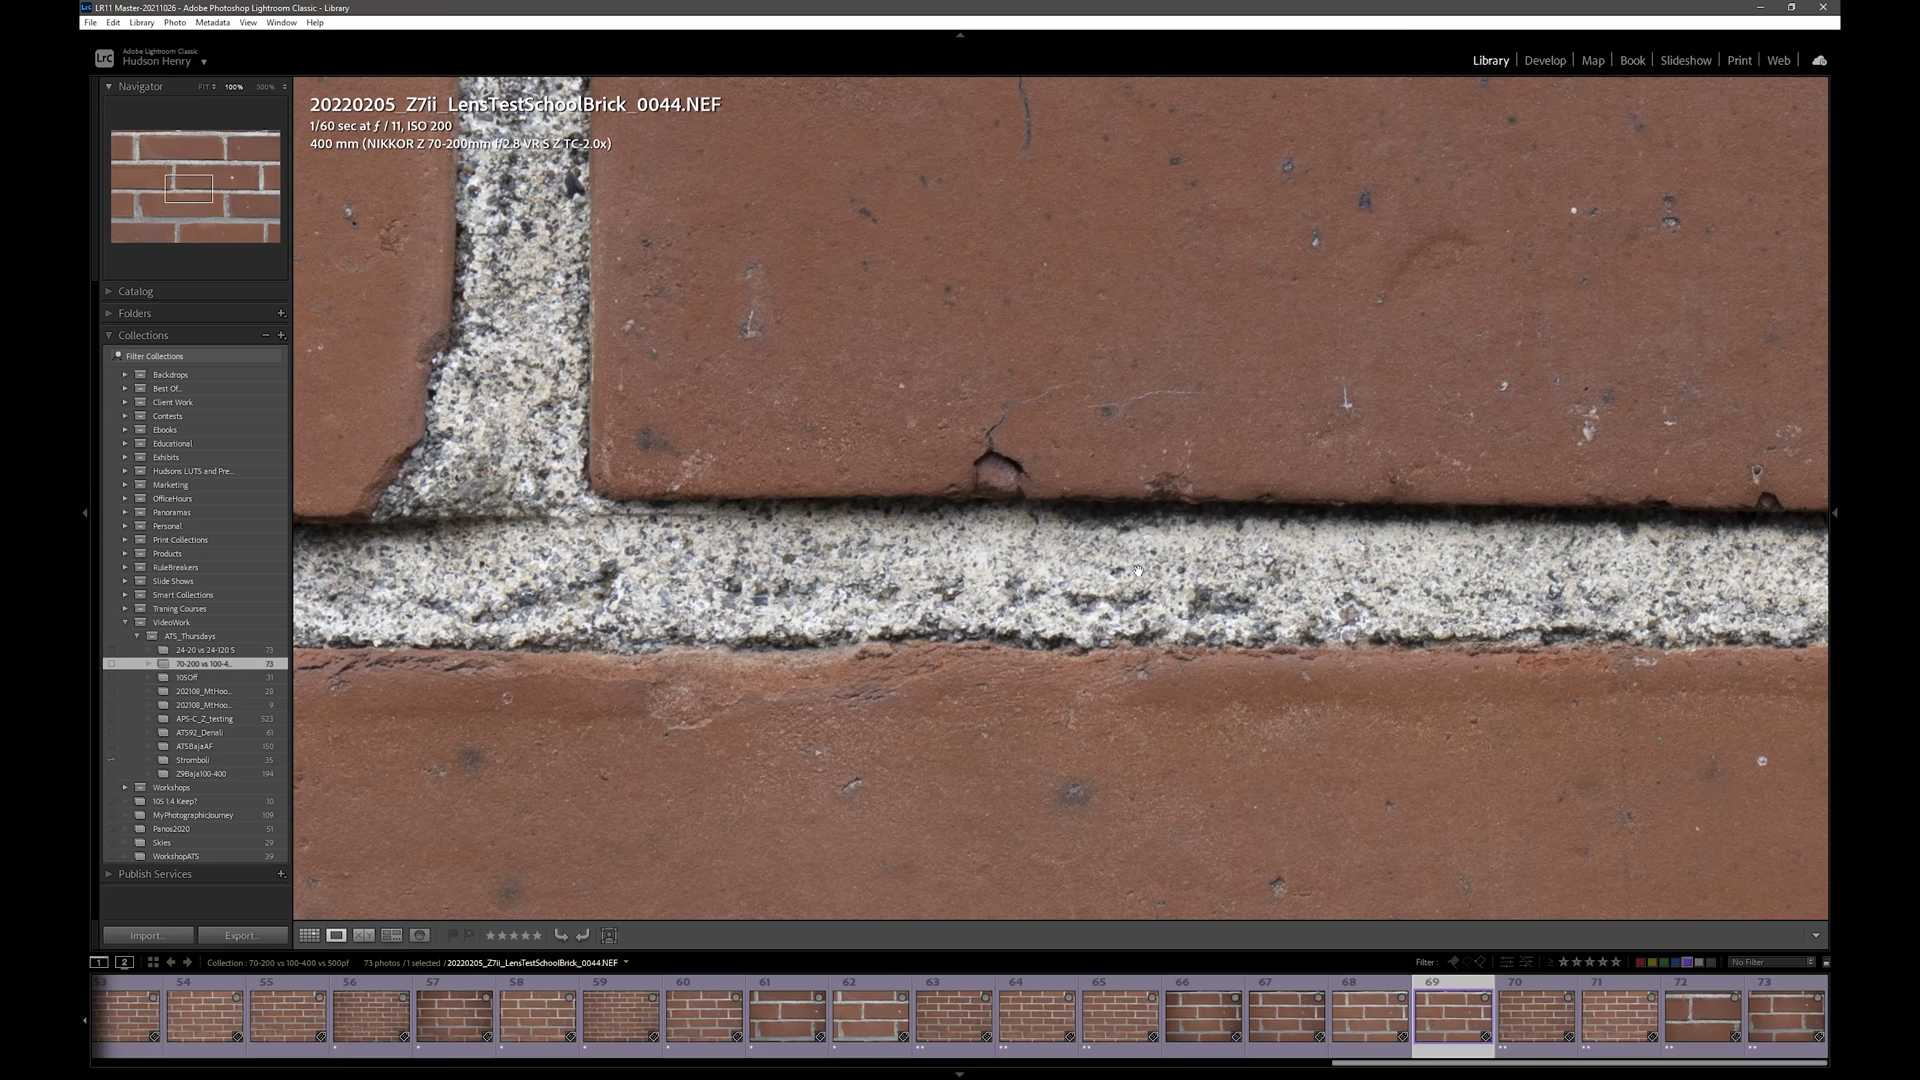 LR11 Master-20211026 - Adobe Photoshop Lightroom Classic - Library
File Edit Library Photo Metadata View Window Help
LrC
Adobe Lightroom Classic
Hudson Henry
Library | Develop | Map | Book | Slideshow | Print | Web
Navigator FIT 100% 300%
20220205_Z7ii_LensTestSchoolBrick_0044.NEF
1/60 sec at ƒ / 11, ISO 200
400 mm (NIKKOR Z 70-200mm f/2.8 VR S Z TC-2.0x)
Catalog
Folders
Collections
Filter Collections
Backdrops
Best Of..
Client Work
Contests
Ebooks
Educational
Exhibits
Hudsons LUTS and Pre...
Marketing
OfficeHours
Panoramas
Personal
Print Collections
Products
RuleBreakers
Slide Shows
Smart Collections
Traning Courses
VideoWork
ATS_Thursdays
24-20 vs 24-120 S 73
70-200 vs 100-4... 73
105Off 31
202108_MtHoo... 28
202108_MtHoo... 9
APS-C_Z_testing 523
ATS92_Denali 61
ATSBajaAF 150
Stromboli 35
Z9Baja100-400 194
Workshops
105 1.4 Keep? 10
MyPhotographicJourney 109
Panos2020 51
Skies 29
WorkshopATS 39
Publish Services
Import... Export...
1 2 Collection : 70-200 vs 100-400 vs 500pf 73 photos / 1 selected / 20220205_Z7ii_LensTestSchoolBrick_0044.NEF Filter : No Filter
53 54 55 56 57 58 59 60 61 62 63 64 65 66 67 68 69 70 71 72 73